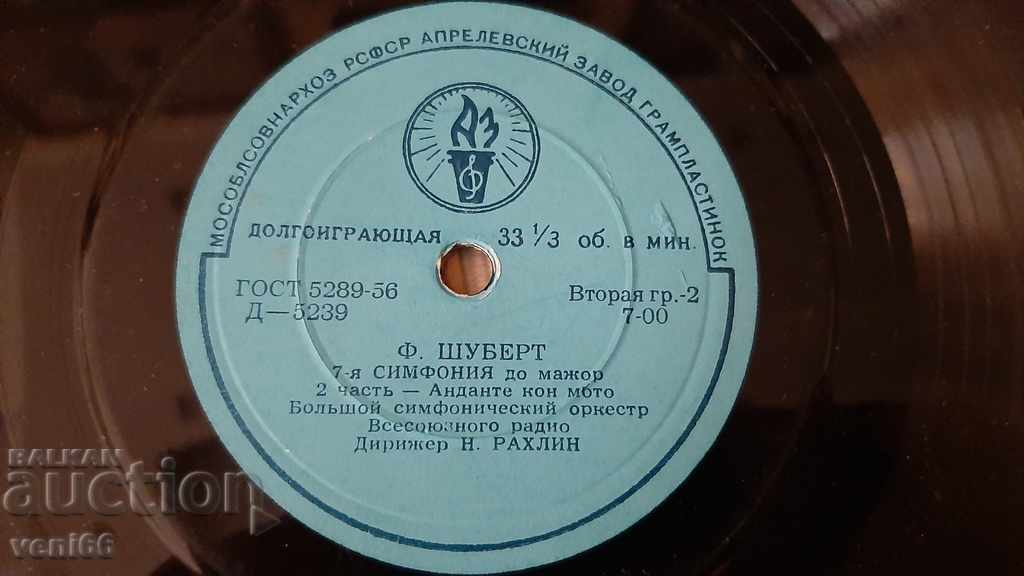 МОСОБЛСОВНАРХОЗ РСФСР АПРЕЛЕВСКИЙ ЗАВОД ГРАМПЛАСТИНОК
АЗ
ДОЛГОИГРАЮЩАЯ 33 1/3 об. в мин.
ГОСТ 5289-56 Вторая гр.-2
Д—5239 7-00
Ф. ШУБЕРТ
7-я СИМФОНИЯ до мажор
2 часть — Анданте кон мото
Большой симфонический оркестр
Всесоюзного радио
Дирижер Н. РАХЛИН
BALKAN
auction
veni66